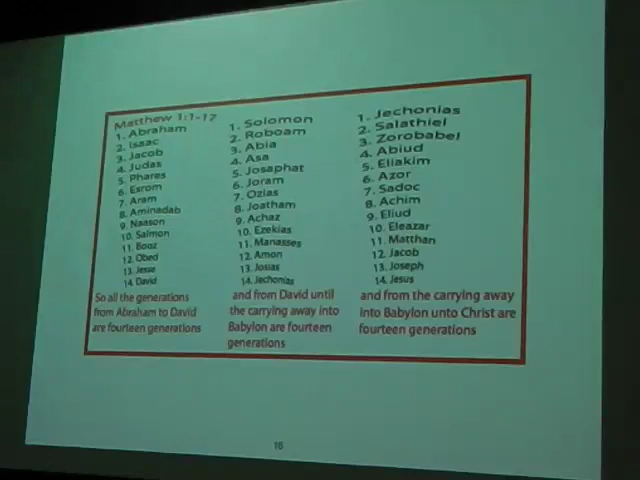 Matthew 1:1-17
1. Abraham
2. Isaac
3. Jacob
4. Judas
5. Phares
6. Esrom
7. Aram
8. Aminadab
9. Naason
10. Salmon
11. Booz
12. Obed
13. Jesse
14. David
So all the generations
from Abraham to David
are fourteen generations
1. Solomon
2. Roboam
3. Abia
4. Asa
5. Josaphat
6. Joram
7. Ozias
8. Joatham
9. Achaz
10. Ezekias
11. Manasses
12. Amon
13. Josias
14. Jechonias
and from David until
the carrying away into
Babylon are fourteen
generations
1. Jechonias
2. Salathiel
3. Zorobabel
4. Abiud
5. Eliakim
6. Azor
7. Sadoc
8. Achim
9. Eliud
10. Eleazar
11. Matthan
12. Jacob
13. Joseph
14. Jesus
and from the carrying away
into Babylon unto Christ are
fourteen generations
16